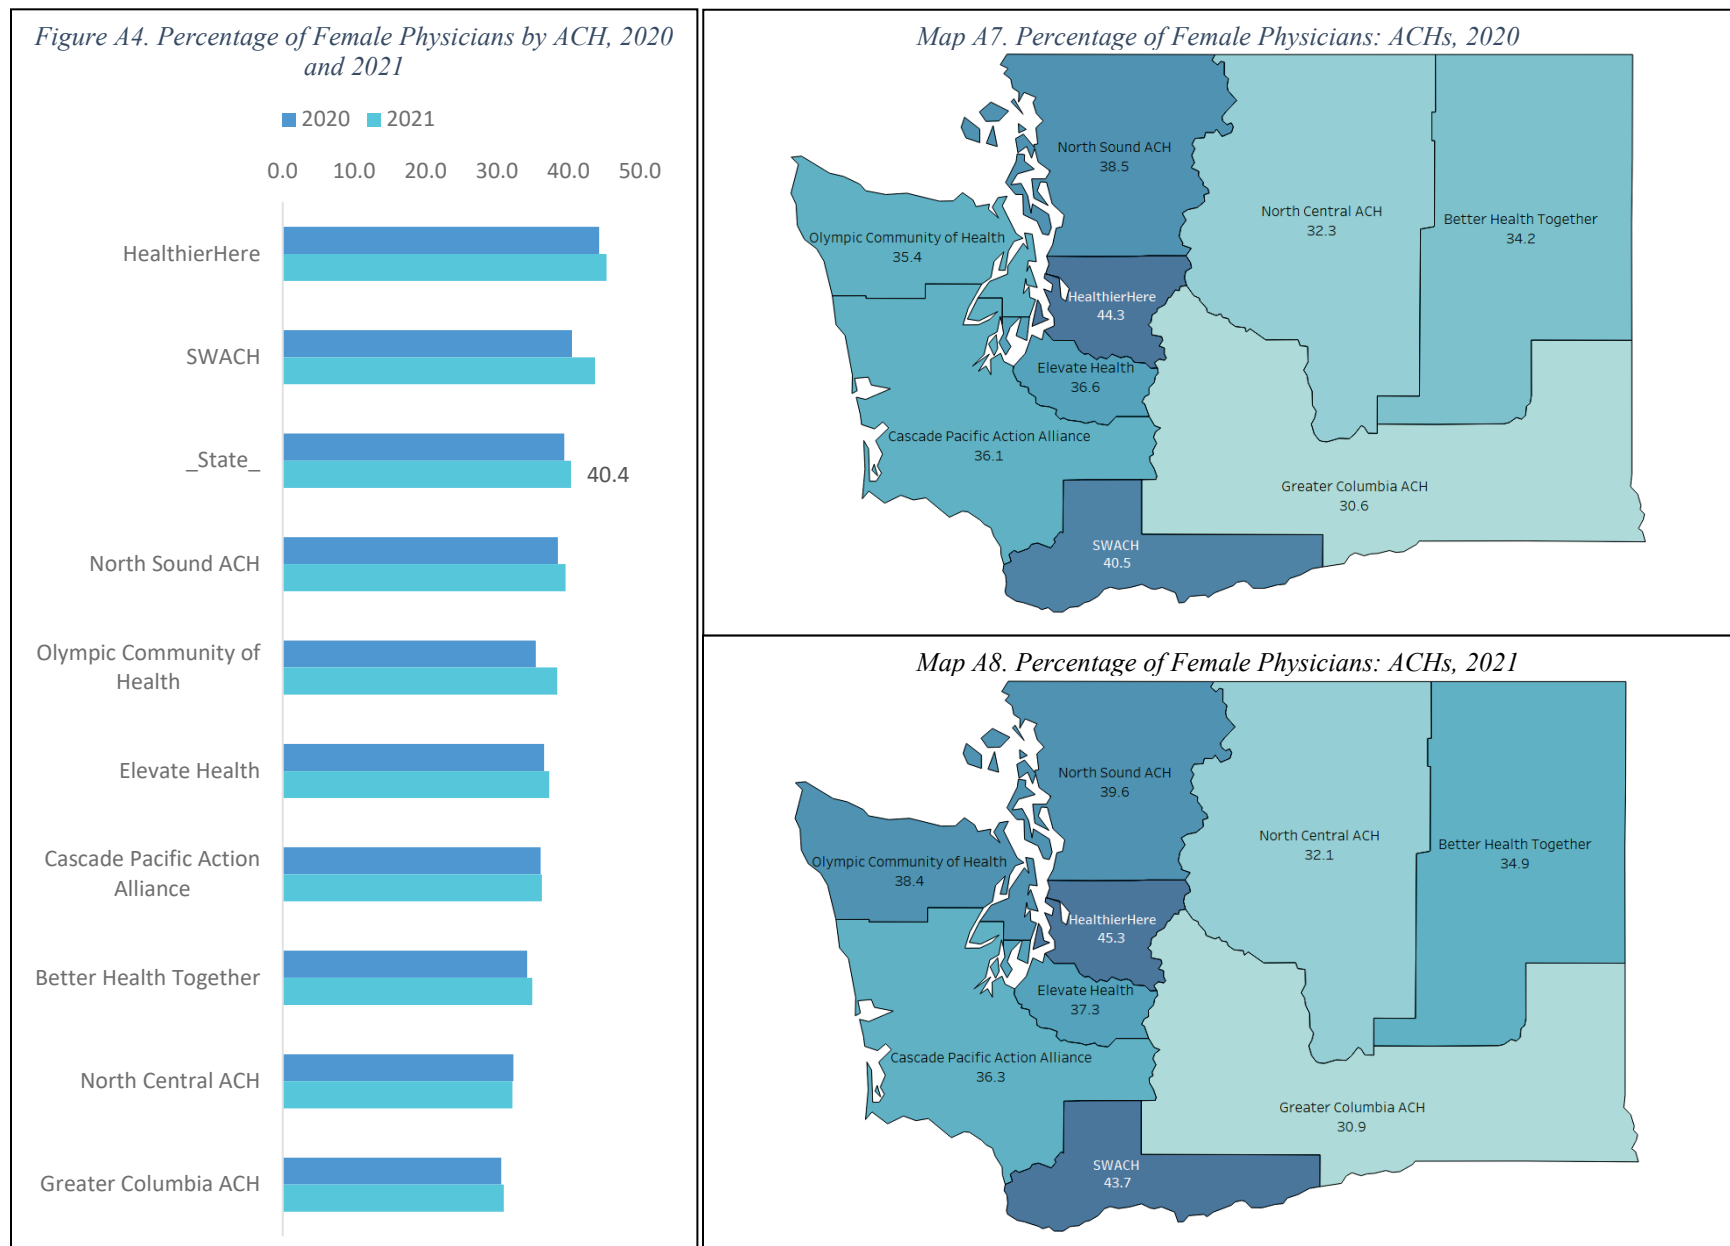 Figure A4. Percentage of Female Physicians by ACH, 2020
and 2021
2020 2021
0.0 10.0 20.0 30.0 40.0 50.0
HealthierHere
SWACH
_State_
40.4
North Sound ACH
Olympic Community of
Health
Elevate Health
Cascade Pacific Action
Alliance
Better Health Together
North Central ACH
Greater Columbia ACH
Map A7. Percentage of Female Physicians: ACHs, 2020
North Sound ACH
38.5
North Central ACH
32.3
Better Health Together
34.2
Olympic Community of Health
35.4
HealthierHere
44.3
Elevate Health
36.6
Cascade Pacific Action Alliance
36.1
Greater Columbia ACH
30.6
SWACH
40.5
Map A8. Percentage of Female Physicians: ACHs, 2021
North Sound ACH
39.6
North Central ACH
32.1
Better Health Together
34.9
Olympic Community of Health
38.4
HealthierHere
45.3
Elevate Health
37.3
Cascade Pacific Action Alliance
36.3
Greater Columbia ACH
30.9
SWACH
43.7